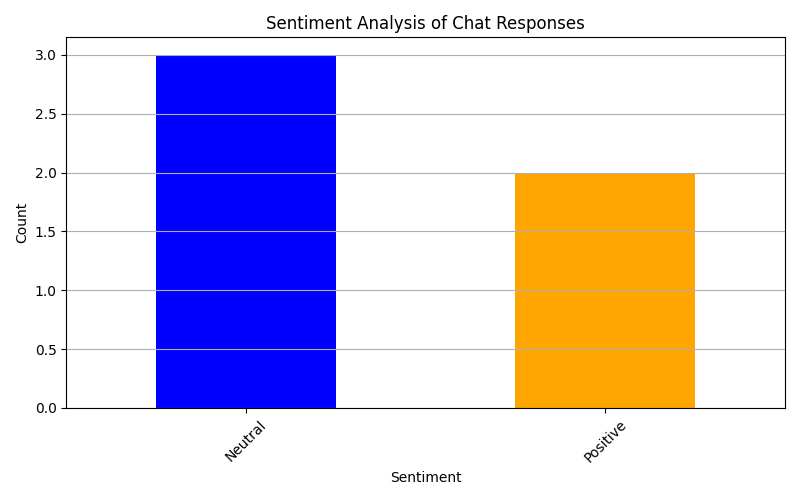 Sentiment Analysis of Chat Responses
3.0
2.5
2.0
1.5
1.0
0.5
0.0
Count
Neutral
Positive
Sentiment